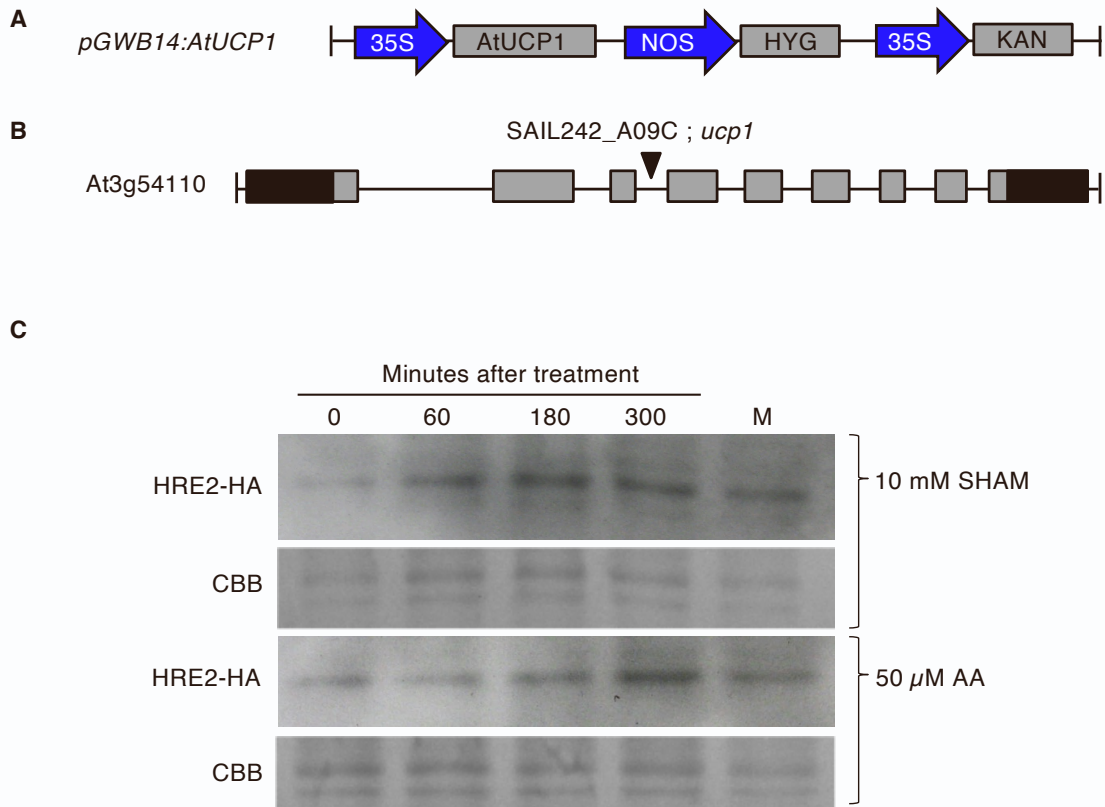 A
pGWB14:AtUCP1
35S
AtUCP1
NOS
HYG
35S
KAN
B
SAIL242_A09C ; ucp1
At3g54110
C
Minutes after treatment
0 60 180 300 M
HRE2-HA
10 mM SHAM
CBB
HRE2-HA
50 µM AA
CBB